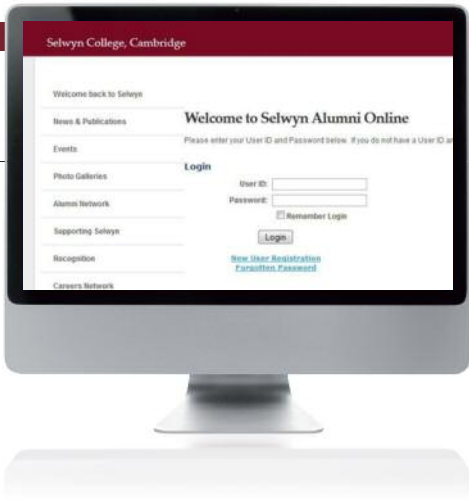 Selwyn College, Cambridge
Welcome back to Selwyn
News & Publications
Events
Photo Galleries
Alumni Network
Supporting Selwyn
Recognition
Careers Network
Welcome to Selwyn Alumni Online
Please enter your User ID and Password below. If you do not have a User ID
Login
User ID:
Password:
Remember Login
Login
New User Registration
Forgotten Password